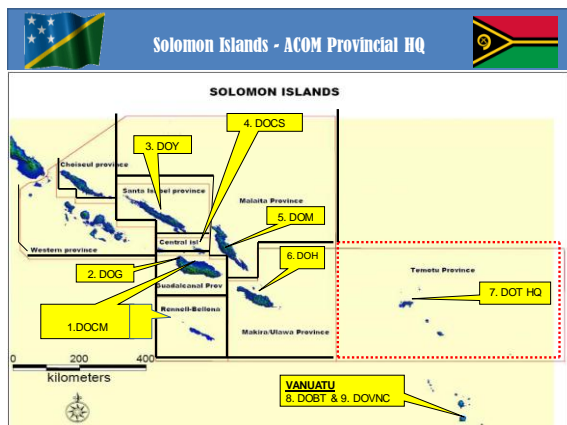 Solomon Islands - ACOM Provincial HQ
SOLOMON ISLANDS
4. DOCS
3. DOY
Choiseul province
Santa Isabel province
Malaita Province
5. DOM
Central Isl
Western province
6. DOH
2. DOG
Temotu Province
Guadalcanal Prov
7. DOT HQ
Rennell-Bellona
1.DOCM
Makira/Ulawa Province
0 200 400
kilometers
VANUATU
8. DOBT & 9. DOVNC